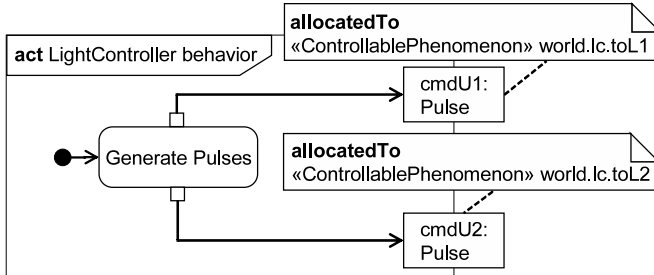 allocatedTo
«ControllablePhenomenon» world.lc.toL1
act LightController behavior
cmdU1:
Pulse
Generate Pulses
allocatedTo
«ControllablePhenomenon» world.lc.toL2
cmdU2:
Pulse